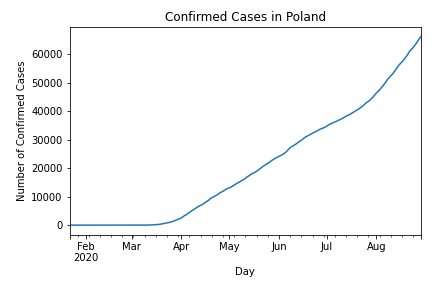 Confirmed Cases in Poland
Number of Confirmed Cases
60000
50000
40000
30000
20000
10000
0
Feb Mar Apr May Jun Jul Aug
2020
Day